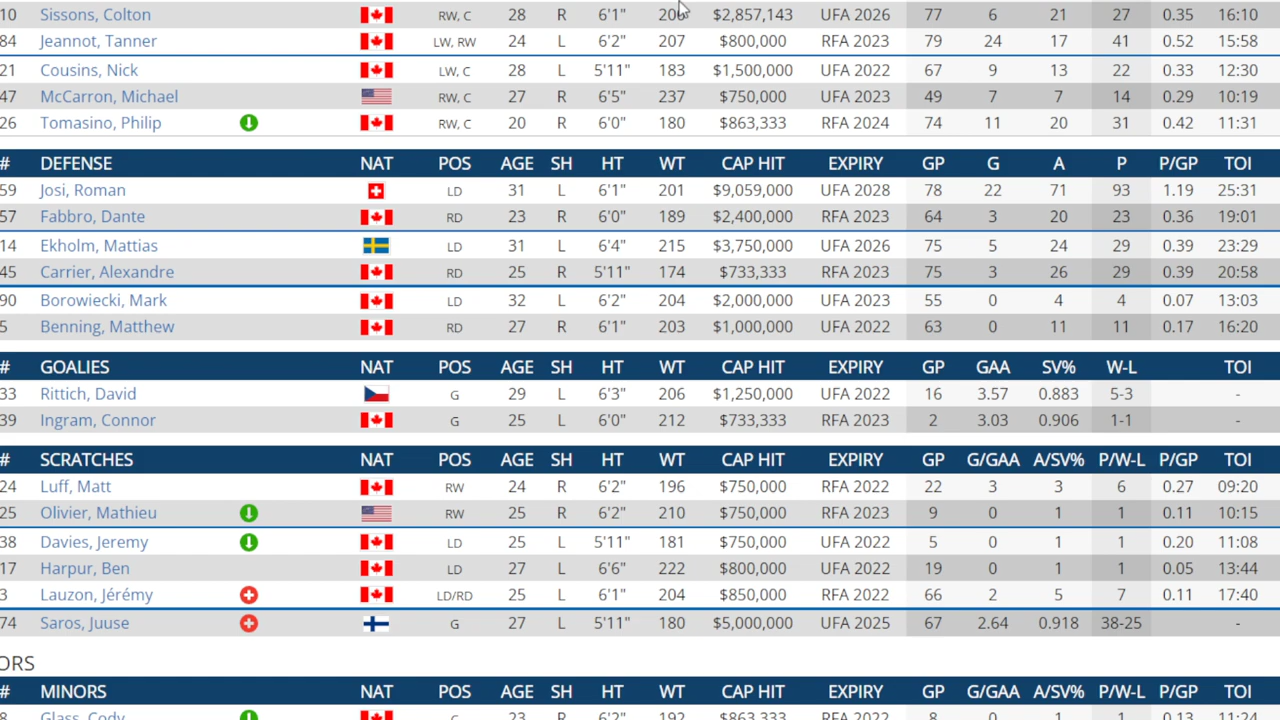 10 Sissons, Colton RW, C 28 R 6'1" 200 $2,857,143 UFA 2026 77 6 21 27 0.35 16:10
84 Jeannot, Tanner LW, RW 24 L 6'2" 207 $800,000 RFA 2023 79 24 17 41 0.52 15:58
21 Cousins, Nick LW, C 28 L 5'11" 183 $1,500,000 UFA 2022 67 9 13 22 0.33 12:30
47 McCarron, Michael RW, C 27 R 6'5" 237 $750,000 UFA 2023 49 7 7 14 0.29 10:19
26 Tomasino, Philip RW, C 20 R 6'0" 180 $863,333 RFA 2024 74 11 20 31 0.42 11:31
# DEFENSE NAT POS AGE SH HT WT CAP HIT EXPIRY GP G A P P/GP TOI
59 Josi, Roman LD 31 L 6'1" 201 $9,059,000 UFA 2028 78 22 71 93 1.19 25:31
57 Fabbro, Dante RD 23 R 6'0" 189 $2,400,000 RFA 2023 64 3 20 23 0.36 19:01
14 Ekholm, Mattias LD 31 L 6'4" 215 $3,750,000 UFA 2026 75 5 24 29 0.39 23:29
45 Carrier, Alexandre RD 25 R 5'11" 174 $733,333 RFA 2023 75 3 26 29 0.39 20:58
90 Borowiecki, Mark LD 32 L 6'2" 204 $2,000,000 UFA 2023 55 0 4 4 0.07 13:03
5 Benning, Matthew RD 27 R 6'1" 203 $1,000,000 UFA 2022 63 0 11 11 0.17 16:20
# GOALIES NAT POS AGE SH HT WT CAP HIT EXPIRY GP GAA SV% W-L TOI
33 Rittich, David G 29 L 6'3" 206 $1,250,000 UFA 2022 16 3.57 0.883 5-3 -
39 Ingram, Connor G 25 L 6'0" 212 $733,333 RFA 2023 2 3.03 0.906 1-1 -
# SCRATCHES NAT POS AGE SH HT WT CAP HIT EXPIRY GP G/GAA A/SV% P/W-L P/GP TOI
24 Luff, Matt RW 24 R 6'2" 196 $750,000 RFA 2022 22 3 3 6 0.27 09:20
25 Olivier, Mathieu RW 25 R 6'2" 210 $750,000 RFA 2023 9 0 1 1 0.11 10:15
38 Davies, Jeremy LD 25 L 5'11" 181 $750,000 RFA 2022 5 0 1 1 0.20 11:08
17 Harpur, Ben LD 27 L 6'6" 222 $800,000 UFA 2022 19 0 1 1 0.05 13:44
3 Lauzon, Jérémy LD/RD 25 L 6'1" 204 $850,000 RFA 2022 66 2 5 7 0.11 17:40
74 Saros, Juuse G 27 L 5'11" 180 $5,000,000 UFA 2025 67 2.64 0.918 38-25 -
ORS
# MINORS NAT POS AGE SH HT WT CAP HIT EXPIRY GP G/GAA A/SV% P/W-L P/GP TOI
8 Glass, Cody C 23 R 6'2" 192 $863,333 RFA 2022 8 0 1 1 0.13 11:24